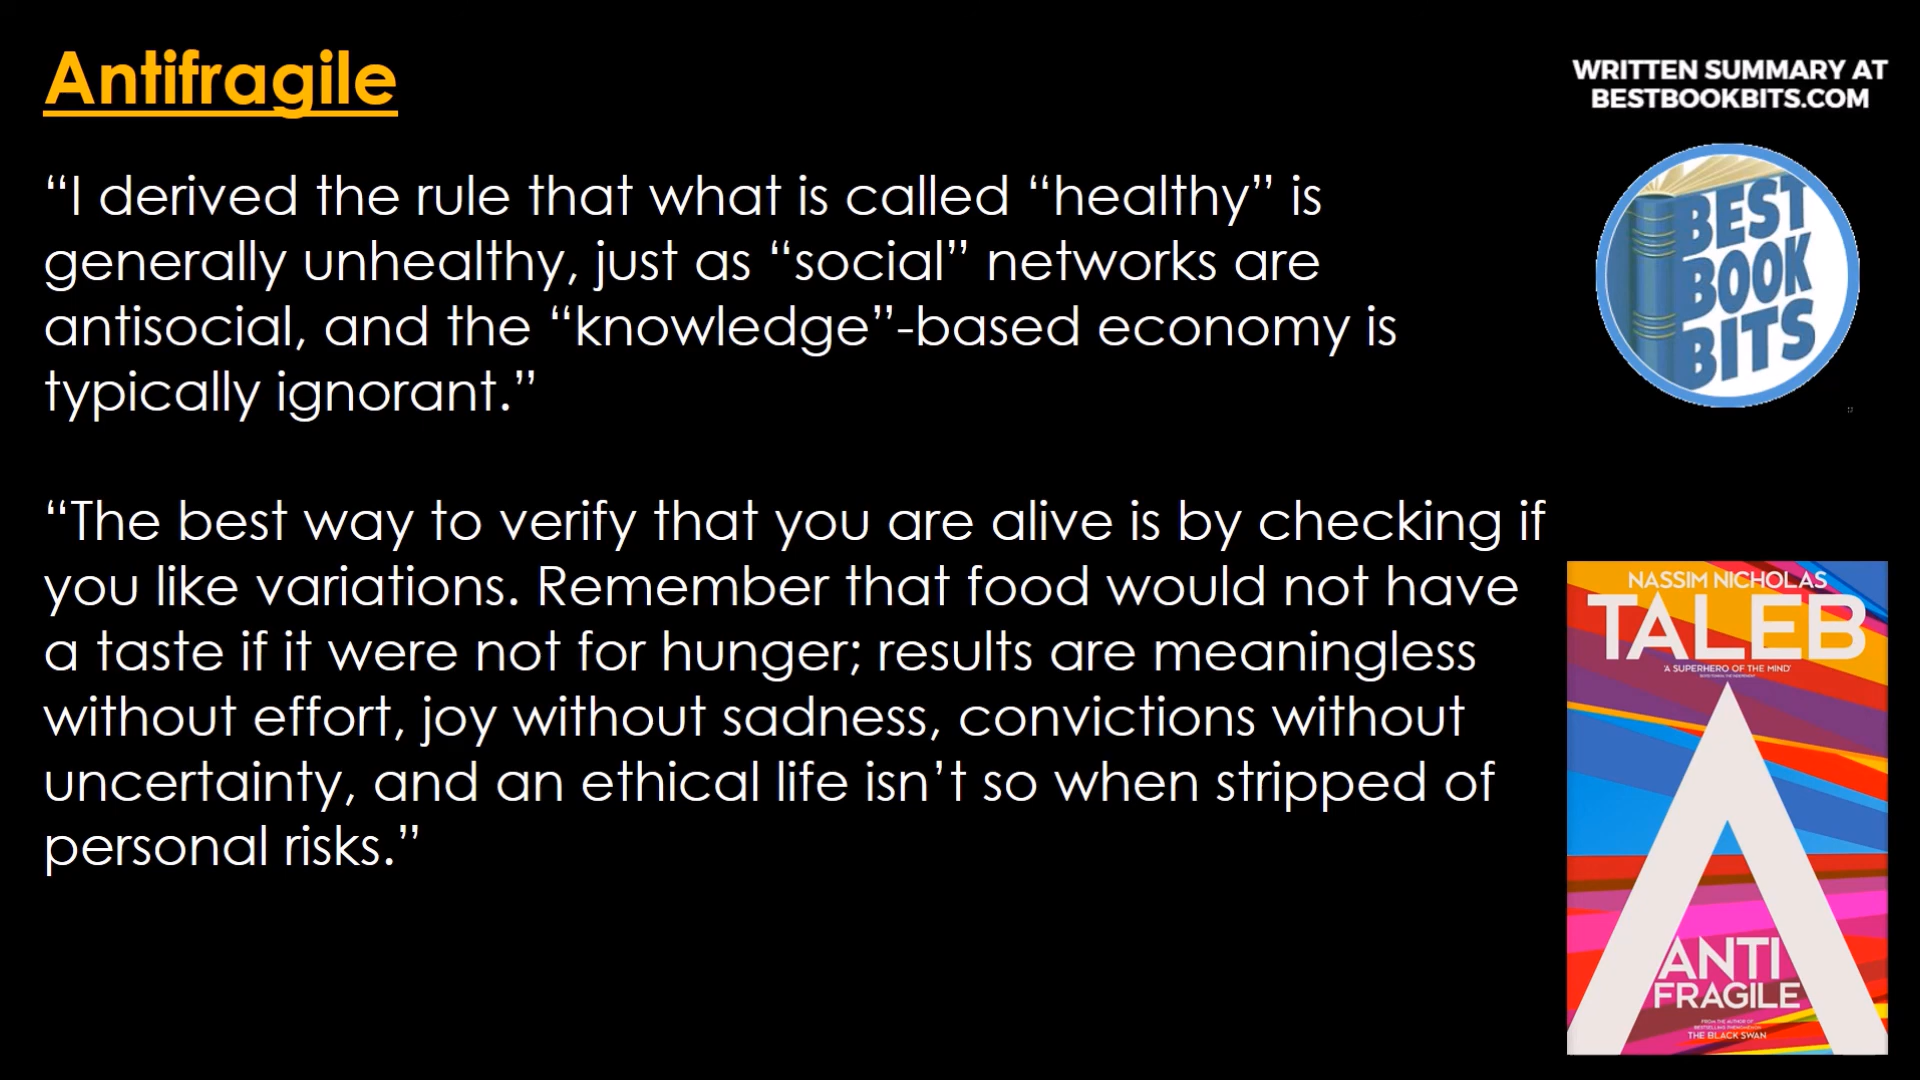 Antifragile
WRITTEN SUMMARY AT
BESTBOOKBITS.COM
“I derived the rule that what is called “healthy” is
generally unhealthy, just as “social” networks are
antisocial, and the “knowledge”-based economy is
typically ignorant.”
“The best way to verify that you are alive is by checking if
you like variations. Remember that food would not have
a taste if it were not for hunger; results are meaningless
without effort, joy without sadness, convictions without
uncertainty, and an ethical life isn’t so when stripped of
personal risks.”
BEST
BOOK
BITS
NASSIM NICHOLAS
TALEB
'A SUPERHERO OF THE MIND'
ANTI
FRAGILE
FROM THE AUTHOR OF
THE BLACK SWAN